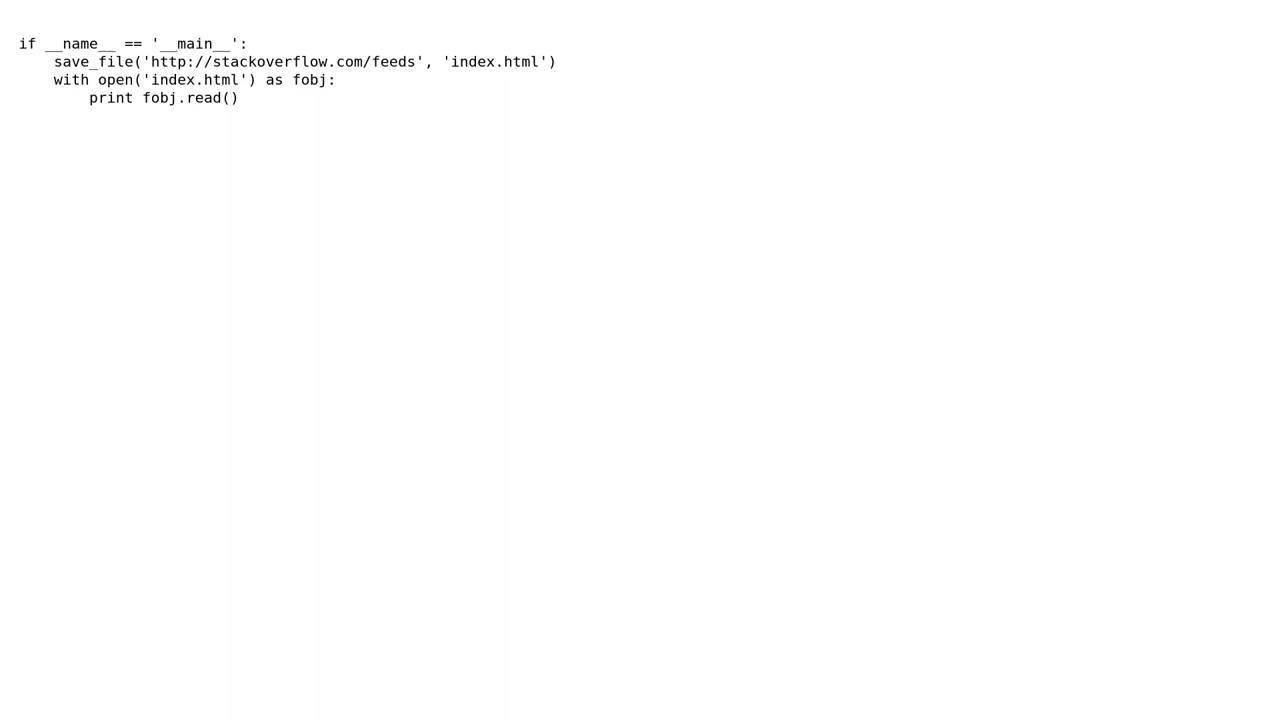 if __name__ == '__main__':
    save_file('http://stackoverflow.com/feeds', 'index.html')
    with open('index.html') as fobj:
        print fobj.read()